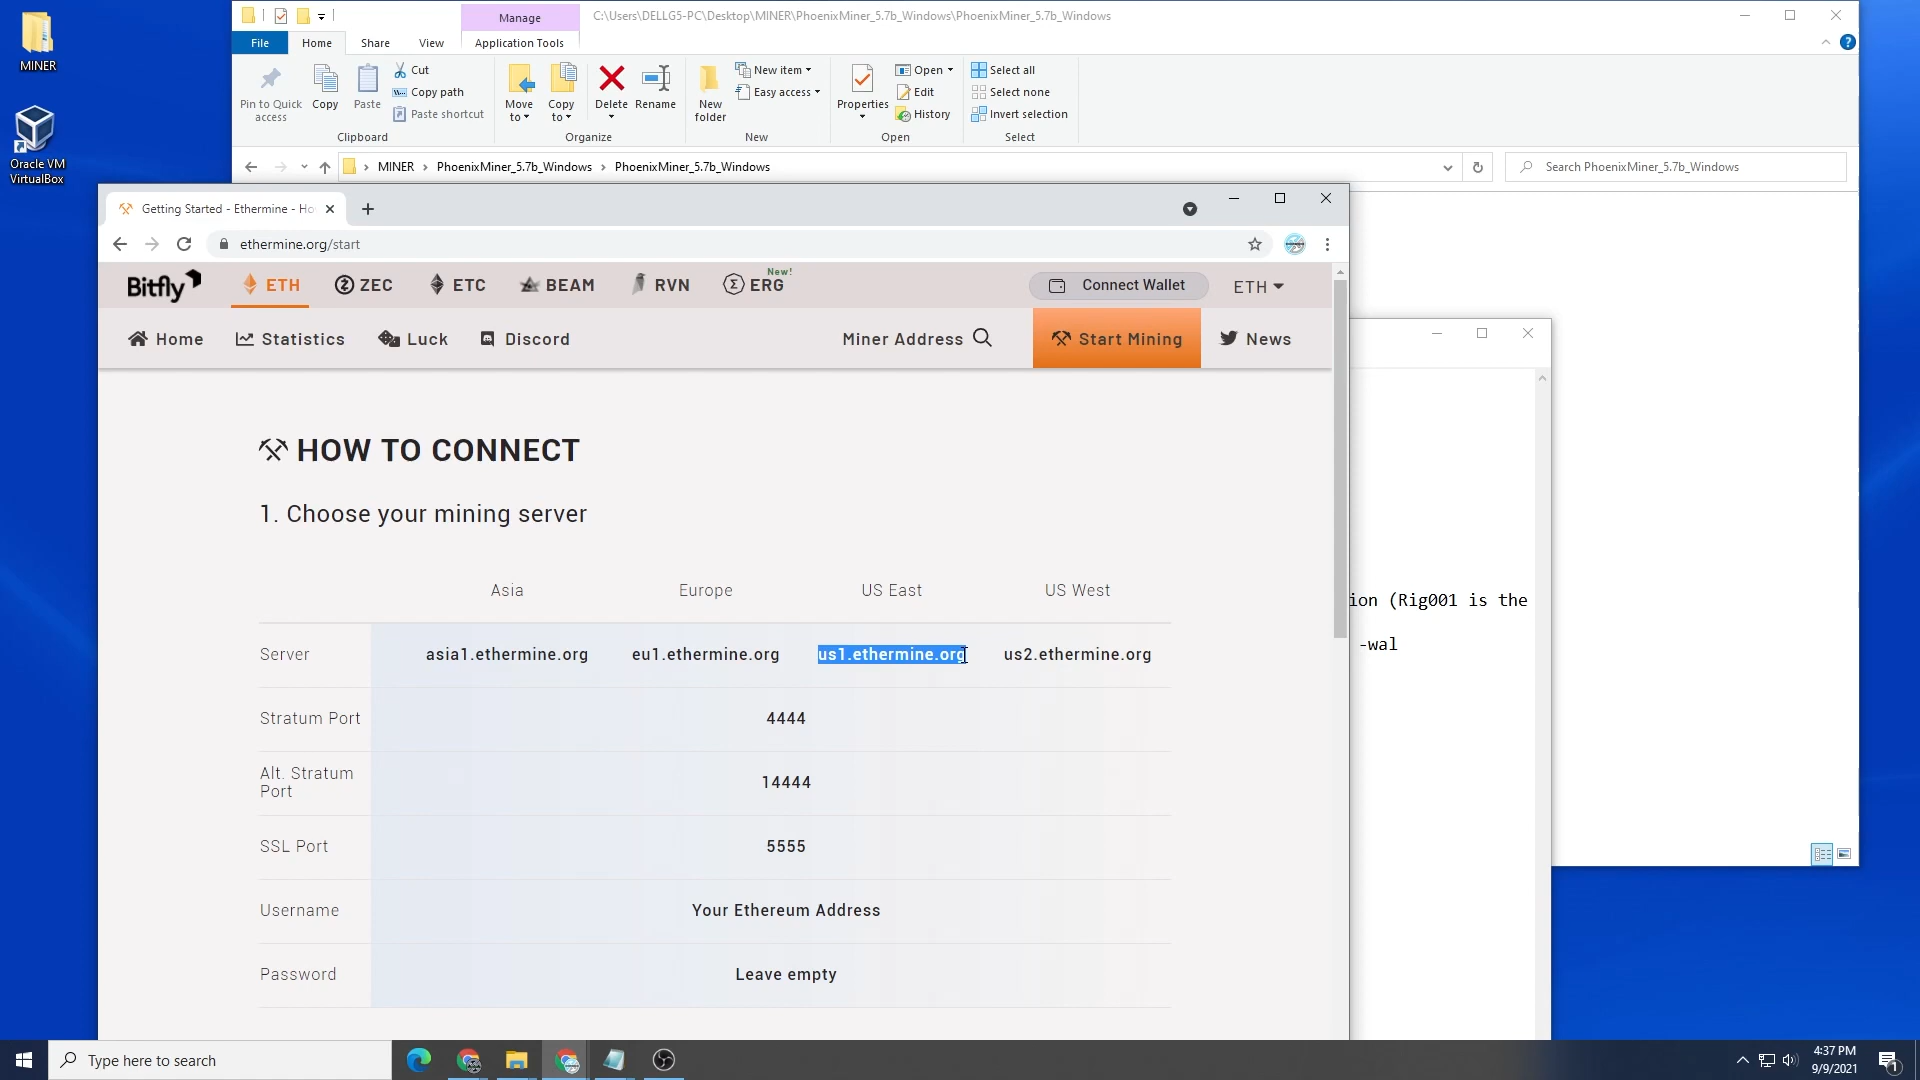 MINER
Oracle VM
VirtualBox
Manage
C:\Users\DELLG5-PC\Desktop\MINER\PhoenixMiner_5.7b_Windows\PhoenixMiner_5.7b_Windows
File
Home
Share
View
Application Tools
Pin to Quick
access
Copy
Paste
Cut
Copy path
Paste shortcut
Clipboard
Move
to
Copy
to
Delete
Rename
Organize
New
folder
New item
Easy access
New
Properties
Open
Edit
History
Open
Select all
Select none
Invert selection
Select
MINER
PhoenixMiner_5.7b_Windows
PhoenixMiner_5.7b_Windows
Search PhoenixMiner_5.7b_Windows
Getting Started - Ethermine - Ho
ethermine.org/start
Bitfly
ETH
ZEC
ETC
BEAM
RVN
ERG
New!
Connect Wallet
ETH
Home
Statistics
Luck
Discord
Miner Address
Start Mining
News
HOW TO CONNECT
1. Choose your mining server
Asia
Europe
US East
US West
Server
asia1.ethermine.org
eu1.ethermine.org
us1.ethermine.org
us2.ethermine.org
Stratum Port
4444
Alt. Stratum
Port
14444
SSL Port
5555
Username
Your Ethereum Address
Password
Leave empty
ion (Rig001 is the
-wal
Type here to search
4:37 PM
9/9/2021
1